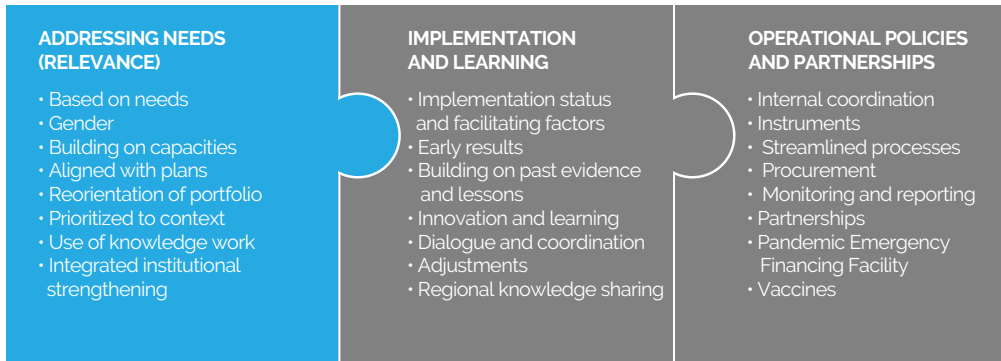 ADDRESSING NEEDS
(RELEVANCE)
• Based on needs
• Gender
• Building on capacities
• Aligned with plans
• Reorientation of portfolio
• Prioritized to context
• Use of knowledge work
• Integrated institutional
strengthening
IMPLEMENTATION
AND LEARNING
• Implementation status
and facilitating factors
• Early results
• Building on past evidence
and lessons
• Innovation and learning
• Dialogue and coordination
• Adjustments
• Regional knowledge sharing
OPERATIONAL POLICIES
AND PARTNERSHIPS
• Internal coordination
• Instruments
• Streamlined processes
• Procurement
• Monitoring and reporting
• Partnerships
• Pandemic Emergency
Financing Facility
• Vaccines